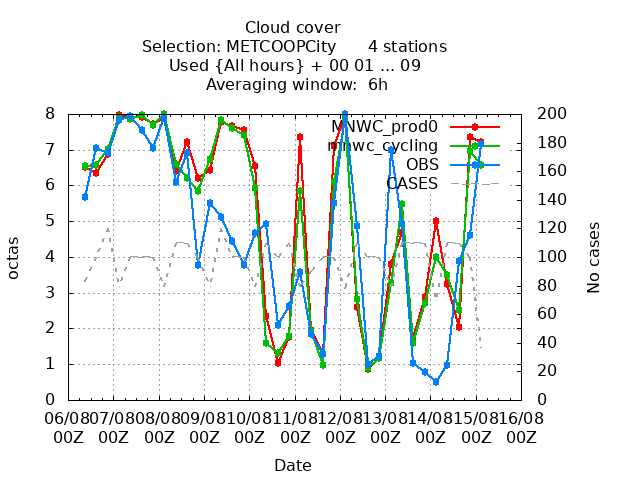 Cloud cover
Selection: METCOOPCity 4 stations
Used {All hours} + 00 01 ... 09
Averaging window: 6h
MNWC_prod0
mnwc_cycling
OBS
CASES
octas
No cases
8
7
6
5
4
3
2
1
0
200
180
160
140
120
100
80
60
40
20
0
06/08 07/08 08/08 09/08 10/08 11/08 12/08 13/08 14/08 15/08 16/08
00Z 00Z 00Z 00Z 00Z 00Z 00Z 00Z 00Z 00Z 00Z
Date